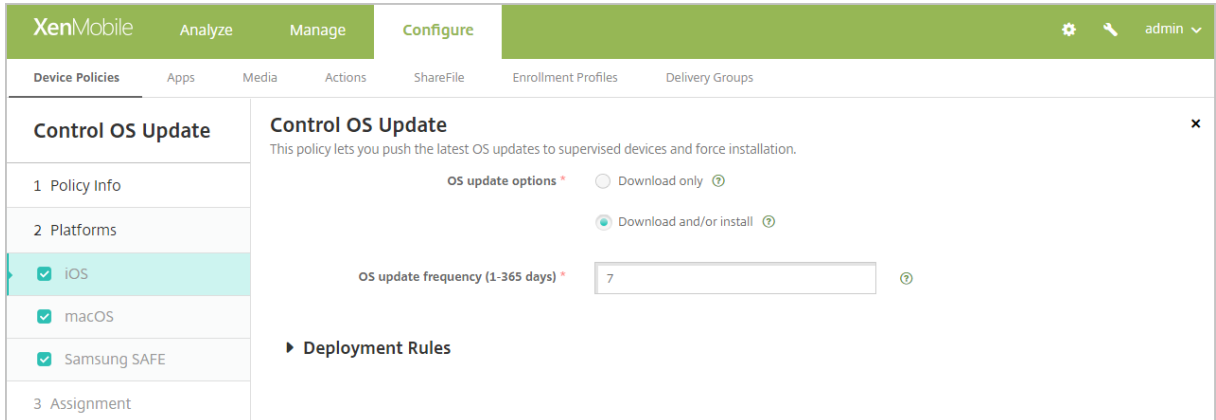 XenMobile Analyze Manage Configure admin
Device Policies Apps Media Actions ShareFile Enrollment Profiles Delivery Groups
Control OS Update
1 Policy Info
2 Platforms
iOS
macOS
Samsung SAFE
3 Assignment
Control OS Update
This policy lets you push the latest OS updates to supervised devices and force installation.
OS update options * Download only ?
Download and/or install ?
OS update frequency (1-365 days) * 7 ?
Deployment Rules